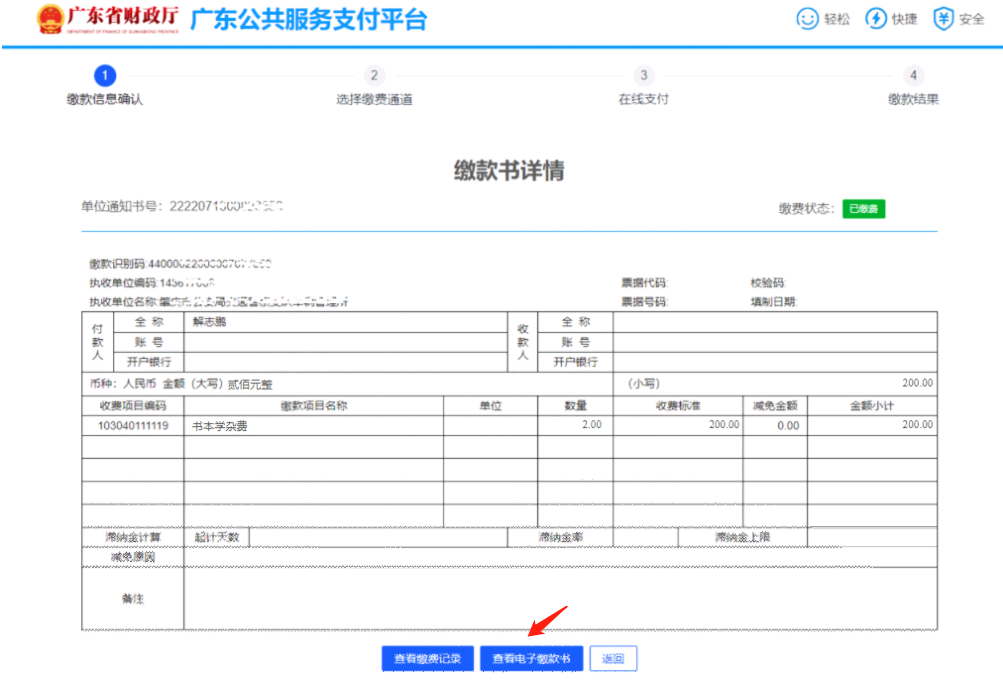 广东省财政厅 广东公共服务支付平台 轻松 快捷 安全
DEPARTMENT OF FINANCE OF GUANGDONG PROVINCE
1 2 3 4
缴款信息确认 选择缴费通道 在线支付 缴款结果
缴款书详情
单位通知书号: 2222071 缴费状态: 已缴费
缴款识别码:440000220000
执收单位编码:1436 票据代码: 校验码:
执收单位名称: 票据号码: 填制日期:
付款人 全 称 解志鹏 收款人 全 称
账 号 账 号
开户银行 开户银行
币种: 人民币 金额 (大写) 贰佰元整 (小写) 200.00
收费项目编码 缴款项目名称 单位 数量 收费标准 减免金额 金额小计
103040111119 书本学杂费 2.00 200.00 0.00 200.00
滞纳金计算 起计天数 滞纳金率 滞纳金上限
减免原因
备注
查看缴费记录 查看电子缴款书 返回